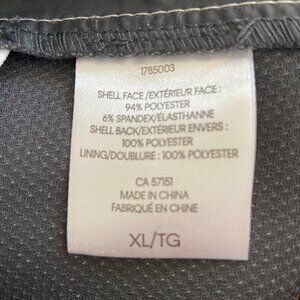 1785003
SHELL FACE/EXTÉRIEUR FACE:
94% POLYESTER
6% SPANDEX/ÉLASTHANNE
SHELL BACK/EXTÉRIEUR ENVERS:
100% POLYESTER
LINING/DOUBLURE: 100% POLYESTER
CA 57151
MADE IN CHINA
FABRIQUÉ EN CHINE
XL/TG